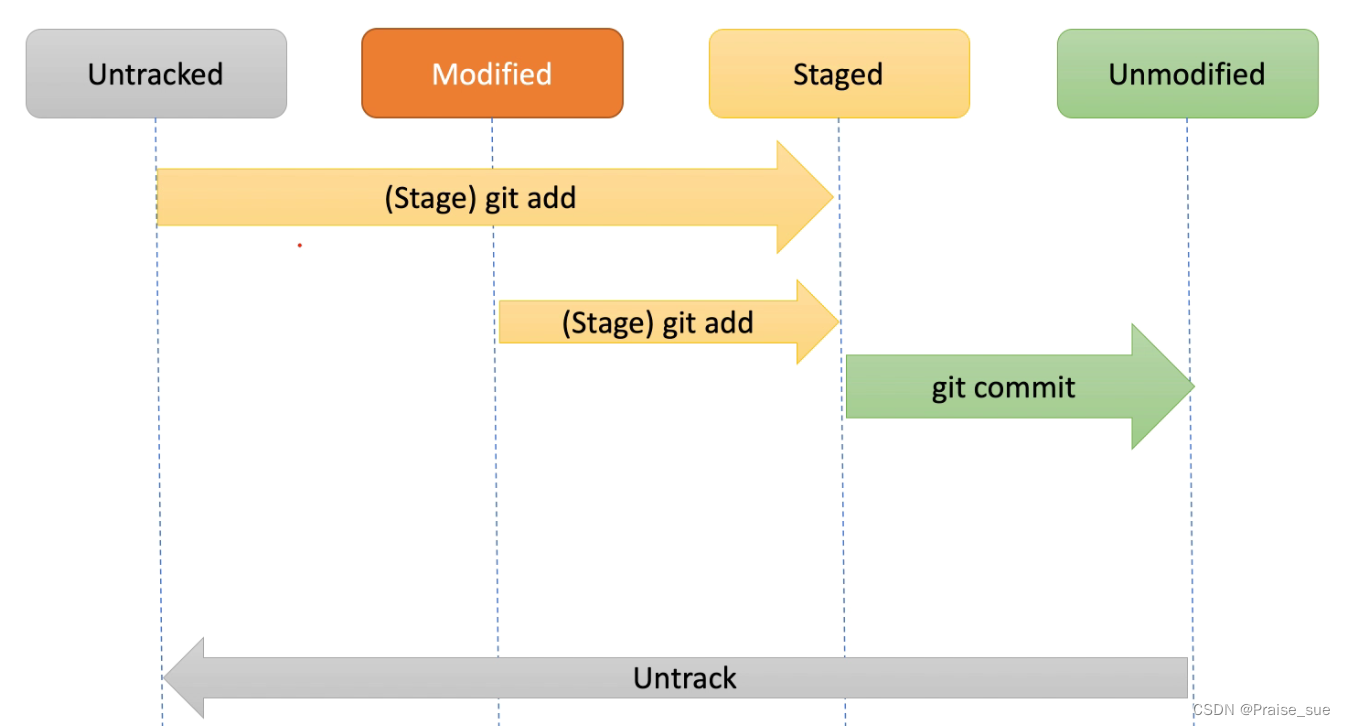 Untracked
Modified
Staged
Unmodified
(Stage) git add
(Stage) git add
git commit
Untrack
CSDN @Praise_sue